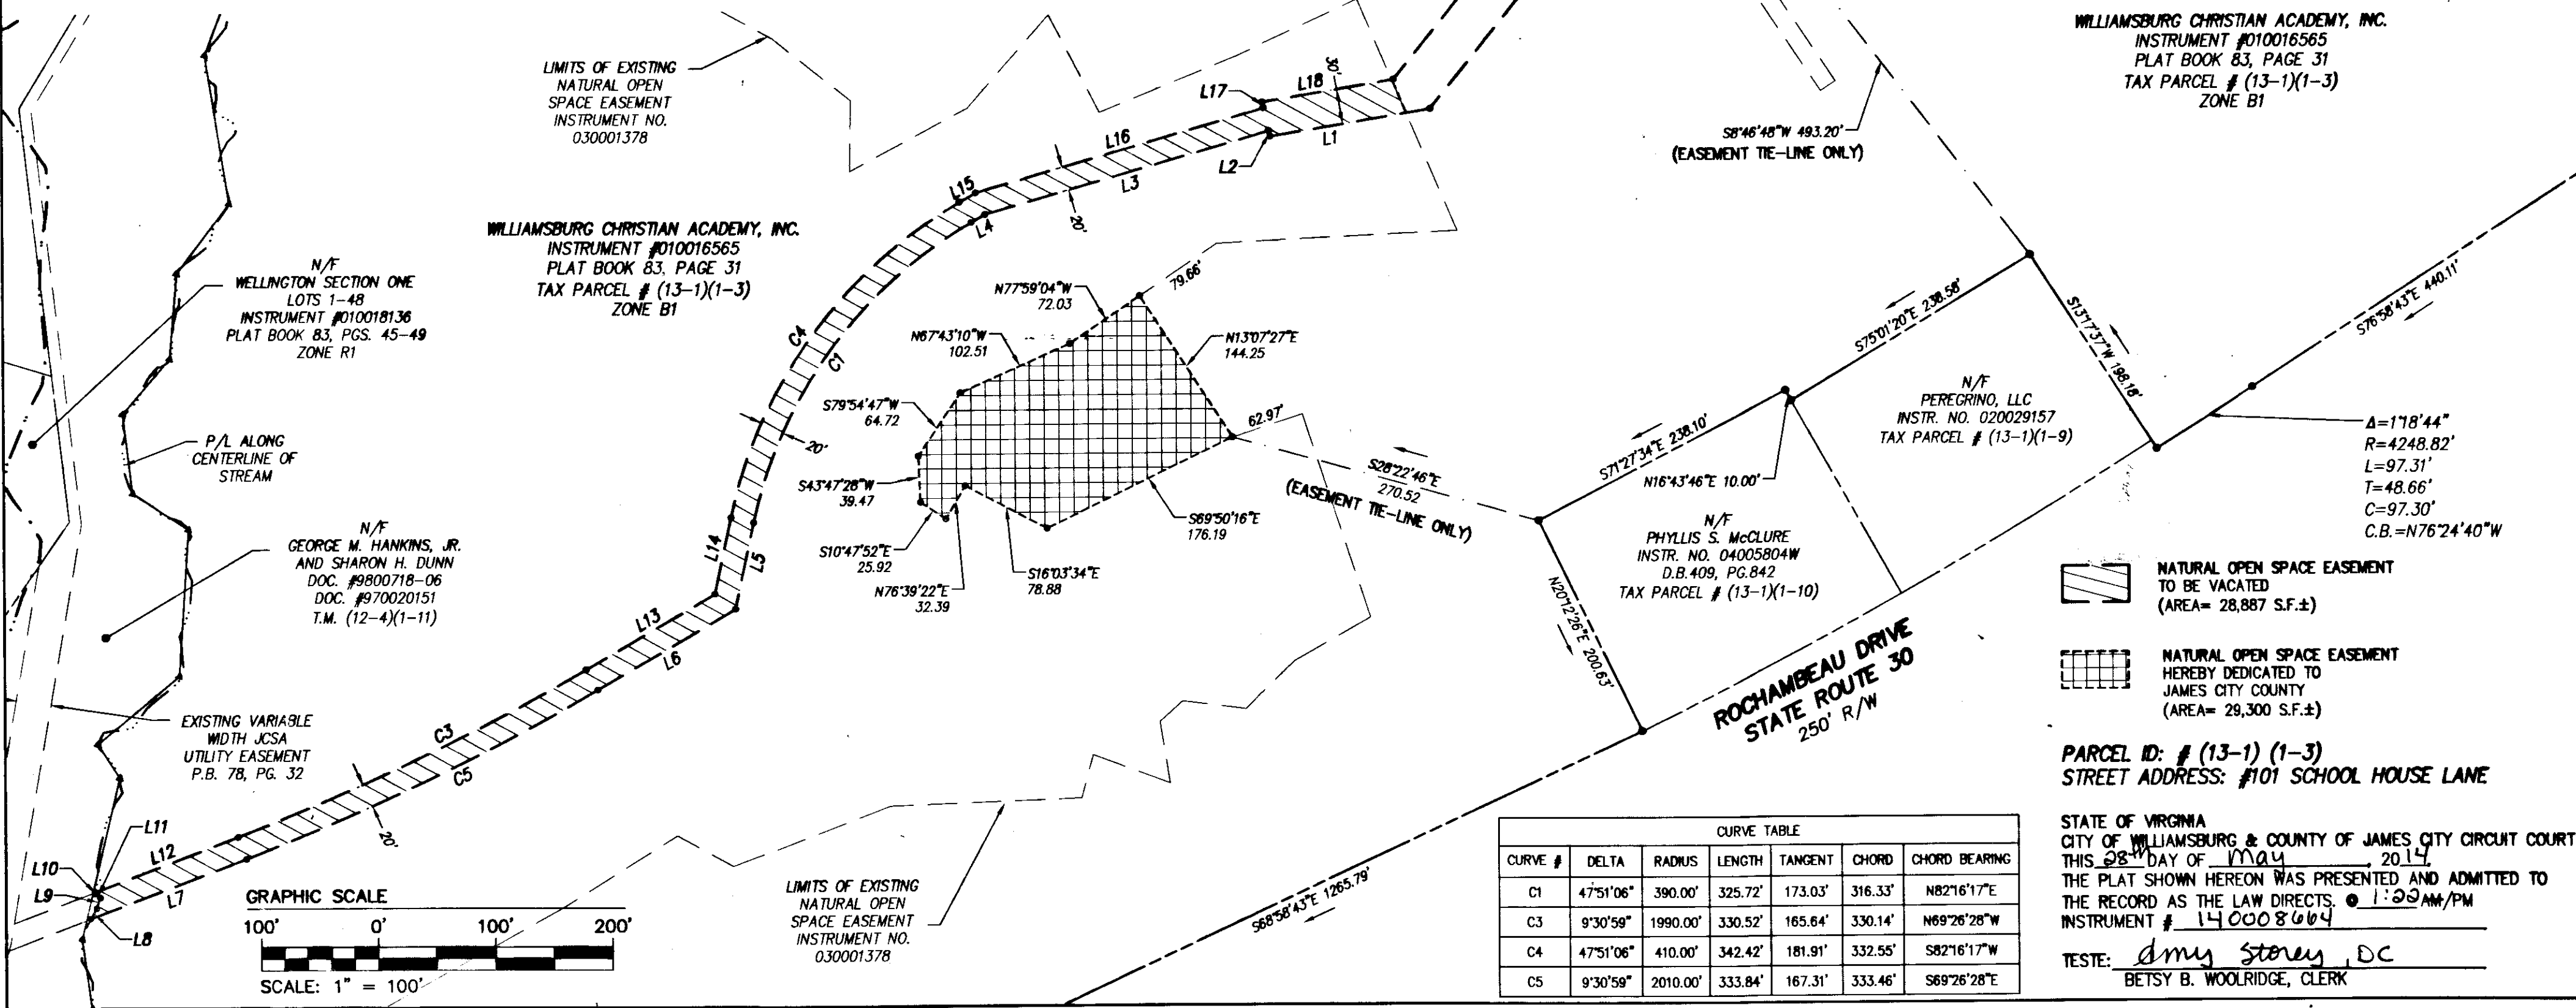 LIMITS OF EXISTING
NATURAL OPEN
SPACE EASEMENT
INSTRUMENT NO.
030001378
WILLIAMSBURG CHRISTIAN ACADEMY, INC.
INSTRUMENT #010016565
PLAT BOOK 83, PAGE 31
TAX PARCEL # (13-1)(1-3)
ZONE B1
S8°46'48"W 493.20'
(EASEMENT TIE-LINE ONLY)
L17
L18
30'
L16
L2
L1
L3
L15
L4
20'
WILLIAMSBURG CHRISTIAN ACADEMY, INC.
INSTRUMENT #010016565
PLAT BOOK 83, PAGE 31
TAX PARCEL # (13-1)(1-3)
ZONE B1
N/F
WELLINGTON SECTION ONE
LOTS 1-48
INSTRUMENT #010018136
PLAT BOOK 83, PGS. 45-49
ZONE R1
P/L ALONG
CENTERLINE OF
STREAM
C4
C1
20'
N77°59'04"W
72.03
79.66'
N67°43'10"W
102.51
N13°07'27"E
144.25
S79°54'47"W
64.72
62.97'
S43°47'28"W
39.47
S10°47'52"E
25.92
N76°39'22"E
32.39
S16°03'34"E
78.88
S69°50'16"E
176.19
S28°22'46"E
270.52
(EASEMENT TIE-LINE ONLY)
S71°27'34"E 238.10'
S75°01'20"E 238.58'
S13°17'37"W 198.18'
S76°58'43"E 440.11'
N/F
PEREGRINO, LLC
INSTR. NO. 020029157
TAX PARCEL # (13-1)(1-9)
N16°43'46"E 10.00'
N/F
PHYLLIS S. McCLURE
INSTR. NO. 04005804W
D.B.409, PG.842
TAX PARCEL # (13-1)(1-10)
N20°12'26"E 200.63'
Δ=1°18'44"
R=4248.82'
L=97.31'
T=48.66'
C=97.30'
C.B.=N76°24'40"W
N/F
GEORGE M. HANKINS, JR.
AND SHARON H. DUNN
DOC. #9800718-06
DOC. #970020151
T.M. (12-4)(1-11)
L14
L5
L13
L6
EXISTING VARIABLE
WIDTH JCSA
UTILITY EASEMENT
P.B. 78, PG. 32
C3
C5
20'
L11
L10
L12
L9
L7
L8
ROCHAMBEAU DRIVE
STATE ROUTE 30
250' R/W
S68°58'43"E 1265.79'
NATURAL OPEN SPACE EASEMENT
TO BE VACATED
(AREA= 28,887 S.F.±)
NATURAL OPEN SPACE EASEMENT
HEREBY DEDICATED TO
JAMES CITY COUNTY
(AREA= 29,300 S.F.±)
PARCEL ID: # (13-1) (1-3)
STREET ADDRESS: #101 SCHOOL HOUSE LANE
GRAPHIC SCALE
100' 0' 100' 200'
SCALE: 1" = 100'
LIMITS OF EXISTING
NATURAL OPEN
SPACE EASEMENT
INSTRUMENT NO.
030001378
CURVE TABLE
CURVE # DELTA RADIUS LENGTH TANGENT CHORD CHORD BEARING
C1 47°51'06" 390.00' 325.72' 173.03' 316.33' N82°16'17"E
C3 9°30'59" 1990.00' 330.52' 165.64' 330.14' N69°26'28"W
C4 47°51'06" 410.00' 342.42' 181.91' 332.55' S82°16'17"W
C5 9°30'59" 2010.00' 333.84' 167.31' 333.46' S69°26'28"E
STATE OF VIRGINIA
CITY OF WILLIAMSBURG & COUNTY OF JAMES CITY CIRCUIT COURT
THIS 28th DAY OF May, 2014.
THE PLAT SHOWN HEREON WAS PRESENTED AND ADMITTED TO
THE RECORD AS THE LAW DIRECTS. @ 1:22 AM/PM
INSTRUMENT # 140008664
TESTE: Amy Storey, DC
BETSY B. WOOLRIDGE, CLERK